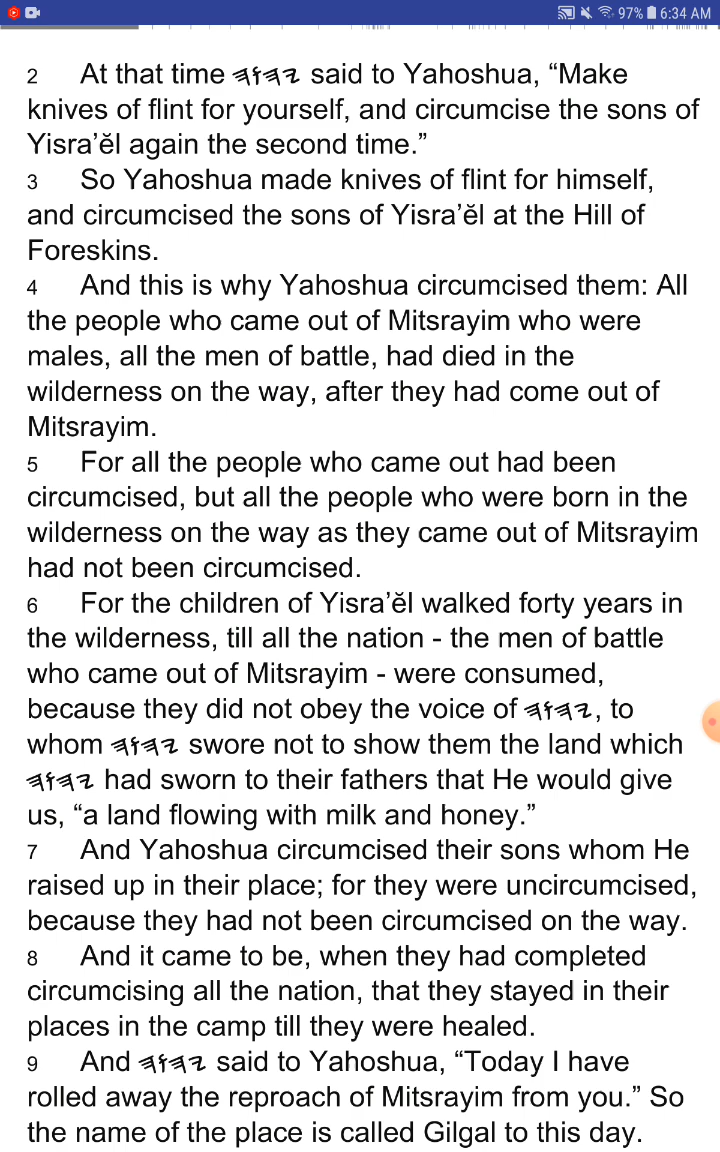 97% 6:34 AM
2 At that time 𐤉𐤄𐤅𐤄 said to Yahoshua, “Make
knives of flint for yourself, and circumcise the sons of
Yisra’ĕl again the second time.”
3 So Yahoshua made knives of flint for himself,
and circumcised the sons of Yisra’ĕl at the Hill of
Foreskins.
4 And this is why Yahoshua circumcised them: All
the people who came out of Mitsrayim who were
males, all the men of battle, had died in the
wilderness on the way, after they had come out of
Mitsrayim.
5 For all the people who came out had been
circumcised, but all the people who were born in the
wilderness on the way as they came out of Mitsrayim
had not been circumcised.
6 For the children of Yisra’ĕl walked forty years in
the wilderness, till all the nation - the men of battle
who came out of Mitsrayim - were consumed,
because they did not obey the voice of 𐤉𐤄𐤅𐤄, to
whom 𐤉𐤄𐤅𐤄 swore not to show them the land which
𐤉𐤄𐤅𐤄 had sworn to their fathers that He would give
us, “a land flowing with milk and honey.”
7 And Yahoshua circumcised their sons whom He
raised up in their place; for they were uncircumcised,
because they had not been circumcised on the way.
8 And it came to be, when they had completed
circumcising all the nation, that they stayed in their
places in the camp till they were healed.
9 And 𐤉𐤄𐤅𐤄 said to Yahoshua, “Today I have
rolled away the reproach of Mitsrayim from you.” So
the name of the place is called Gilgal to this day.